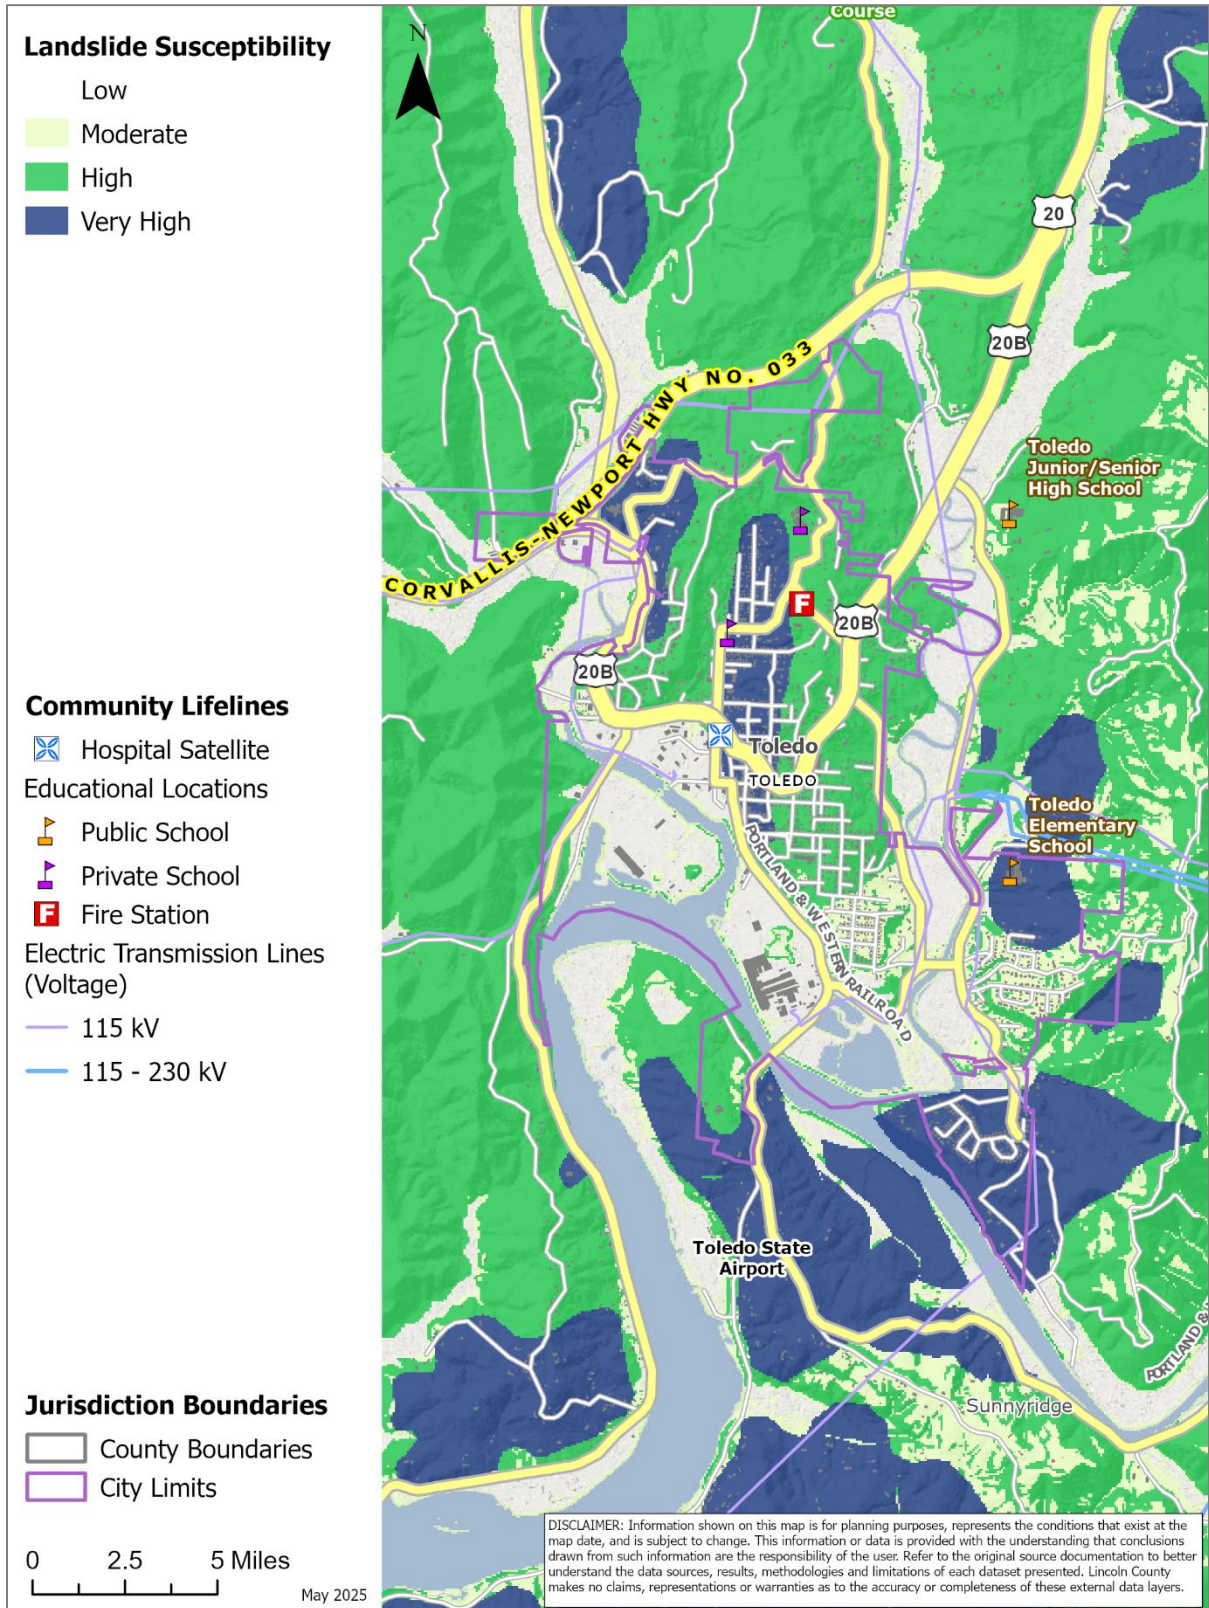 Landslide Susceptibility
Low
Moderate
High
Very High
Community Lifelines
Hospital Satellite
Educational Locations
Public School
Private School
F
Fire Station
Electric Transmission Lines
(Voltage)
115 kV
115 - 230 kV
Jurisdiction Boundaries
County Boundaries
City Limits
0 2.5 5 Miles
May 2025
N
Course
20
20B
CORVALLIS-NEWPORT HWY NO. 033
Toledo
Junior/Senior
High School
F
20B
20B
Toledo
TOLEDO
Toledo
Elementary
School
PORTLAND & WESTERN RAILROAD
Toledo State
Airport
Sunnyridge
PORTLAND &
DISCLAIMER: Information shown on this map is for planning purposes, represents the conditions that exist at the
map date, and is subject to change. This information or data is provided with the understanding that conclusions
drawn from such information are the responsibility of the user. Refer to the original source documentation to better
understand the data sources, results, methodologies and limitations of each dataset presented. Lincoln County
makes no claims, representations or warranties as to the accuracy or completeness of these external data layers.